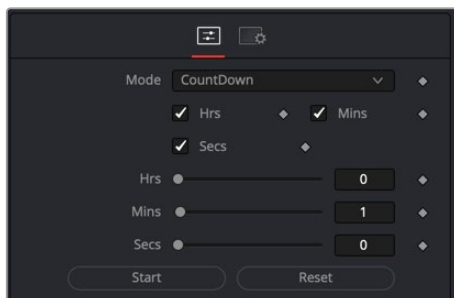 Mode CountDown
Hrs Mins
Secs
Hrs 0
Mins 1
Secs 0
Start Reset